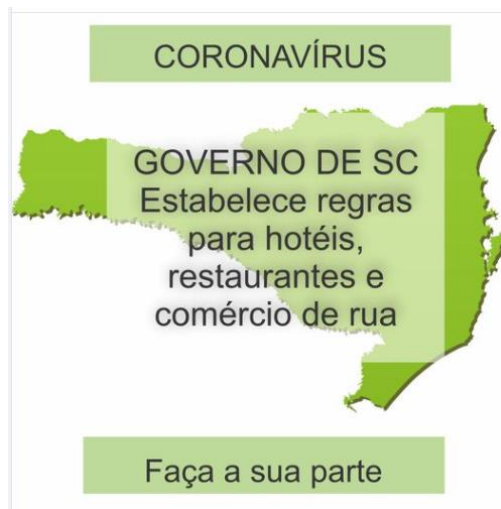 CORONAVÍRUS
GOVERNO DE SC
Estabelece regras
para hotéis,
restaurantes e
comércio de rua
Faça a sua parte